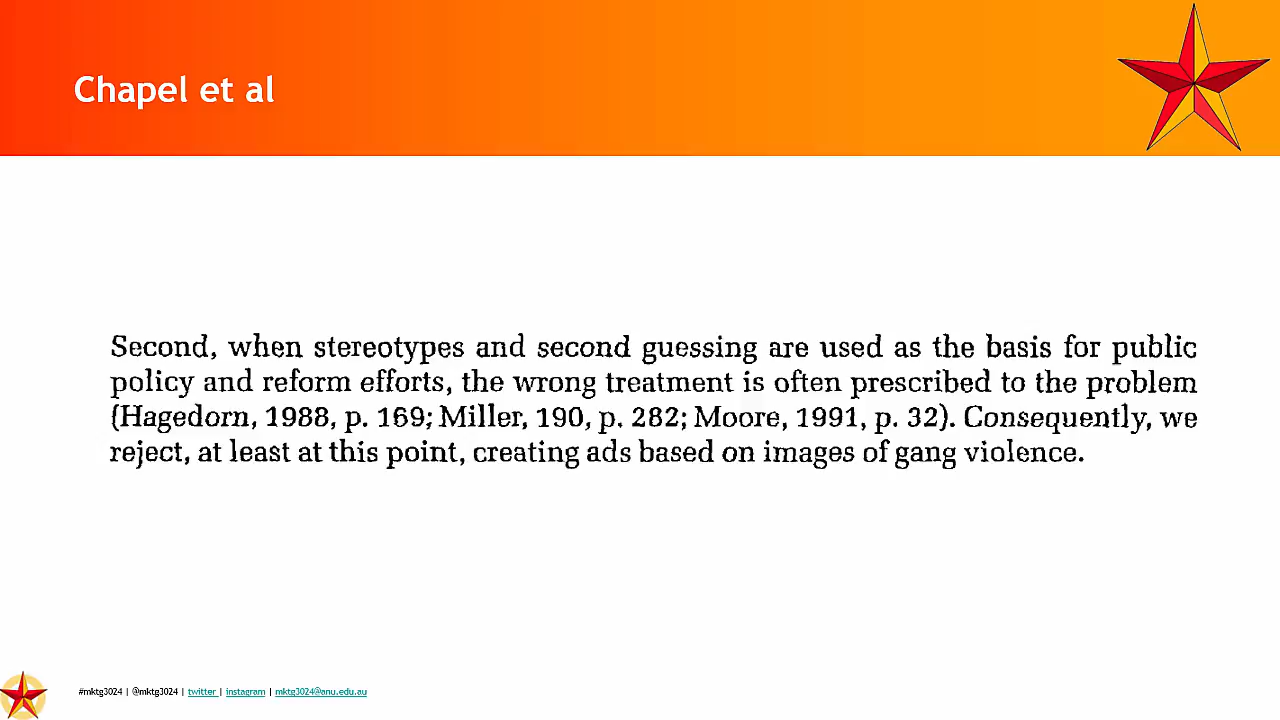 Chapel et al
Second, when stereotypes and second guessing are used as the basis for public
policy and reform efforts, the wrong treatment is often prescribed to the problem
(Hagedorn, 1988, p. 169; Miller, 190, p. 282; Moore, 1991, p. 32). Consequently, we
reject, at least at this point, creating ads based on images of gang violence.
#mktg3024 | @mktg3024 | twitter | instagram | mktg3024@anu.edu.au